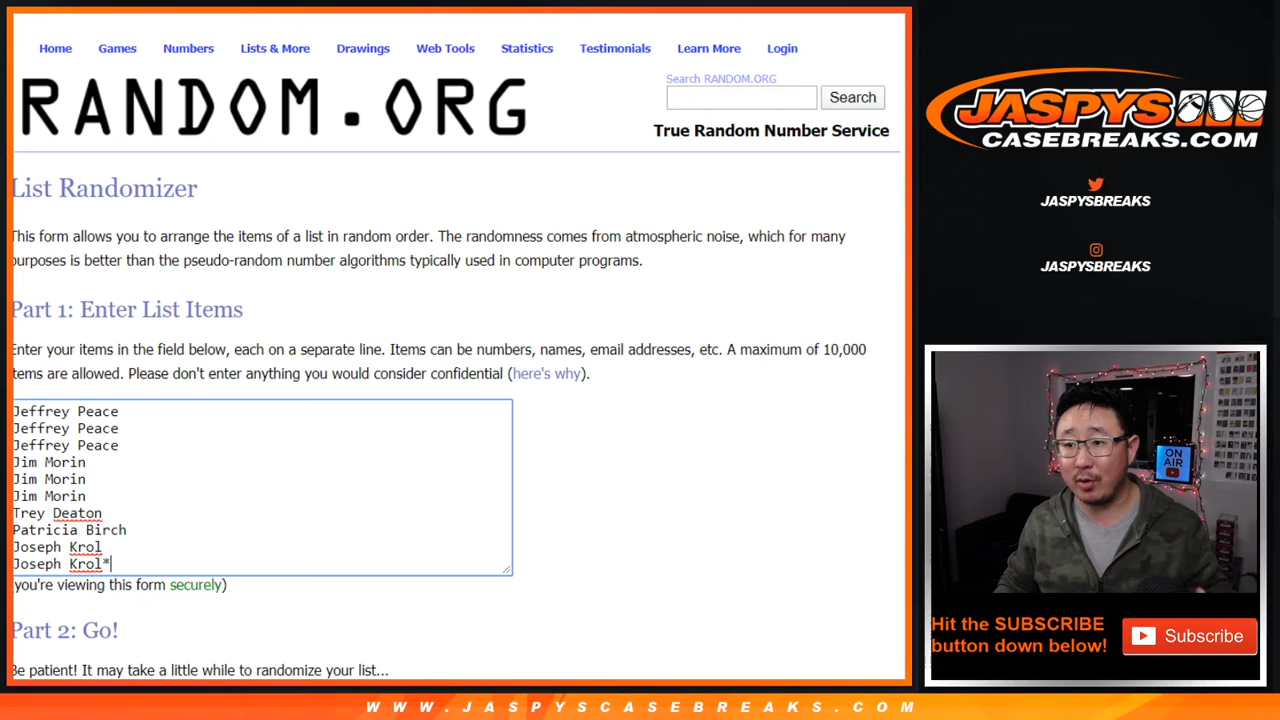 Home Games Numbers Lists & More Drawings Web Tools Statistics Testimonials Learn More Login
RANDOM.ORG
Search RANDOM.ORG
Search
True Random Number Service
List Randomizer
This form allows you to arrange the items of a list in random order. The randomness comes from atmospheric noise, which for many
purposes is better than the pseudo-random number algorithms typically used in computer programs.
Part 1: Enter List Items
Enter your items in the field below, each on a separate line. Items can be numbers, names, email addresses, etc. A maximum of 10,000
items are allowed. Please don't enter anything you would consider confidential (here's why).
Jeffrey Peace
Jeffrey Peace
Jeffrey Peace
Jim Morin
Jim Morin
Jim Morin
Trey Deaton
Patricia Birch
Joseph Krol
Joseph Krol*
you're viewing this form securely)
Part 2: Go!
Be patient! It may take a little while to randomize your list...
JASPYS
CASEBREAKS.COM
JASPYSBREAKS
JASPYSBREAKS
ON
AIR
Hit the SUBSCRIBE
button down below!
Subscribe
WWW.JASPYSCASEBREAKS.COM